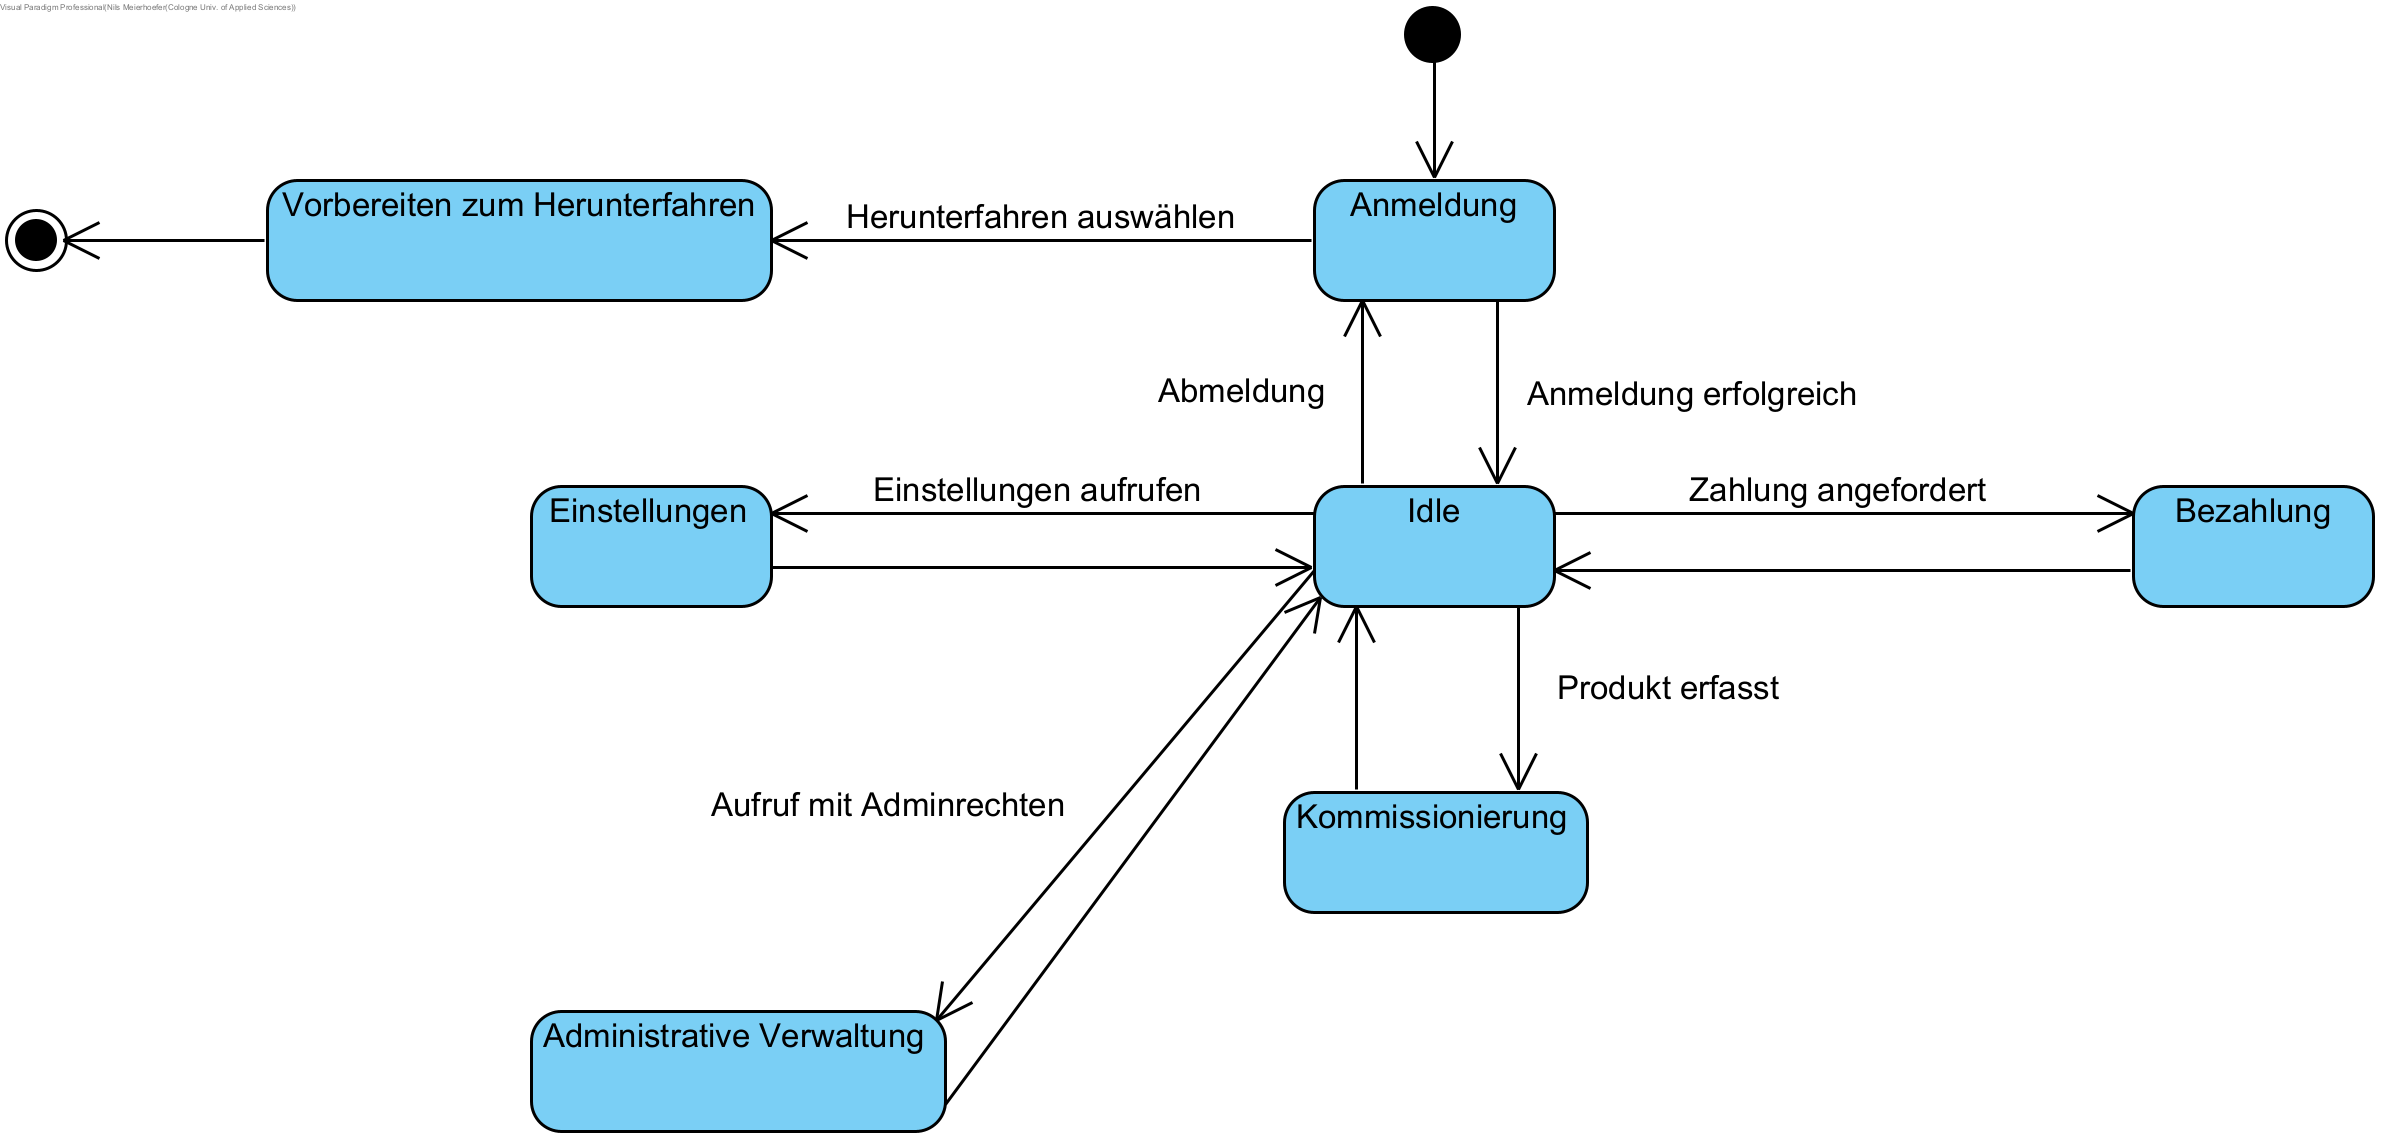 Visual Paradigm Professional(Nils Meierhoefer(Cologne Univ. of Applied Sciences))
Vorbereiten zum Herunterfahren
Herunterfahren auswählen
Anmeldung
Abmeldung
Anmeldung erfolgreich
Einstellungen
Einstellungen aufrufen
Idle
Zahlung angefordert
Bezahlung
Produkt erfasst
Aufruf mit Adminrechten
Kommissionierung
Administrative Verwaltung